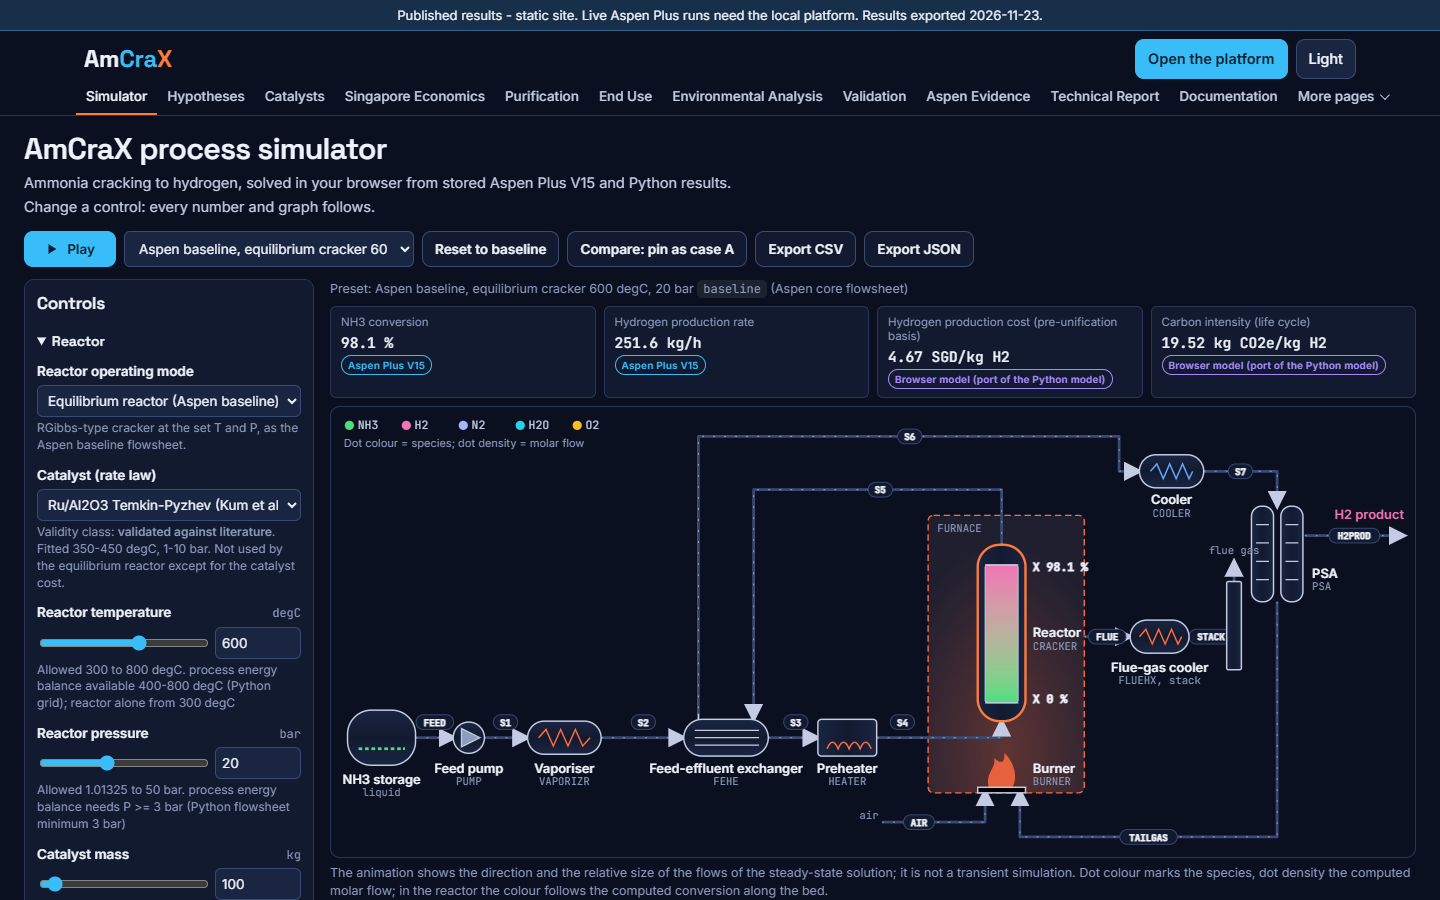 Published results - static site. Live Aspen Plus runs need the local platform. Results exported 2026-11-23.
AmCraX
Open the platform
Light
Simulator
Hypotheses
Catalysts
Singapore Economics
Purification
End Use
Environmental Analysis
Validation
Aspen Evidence
Technical Report
Documentation
More pages
AmCraX process simulator
Ammonia cracking to hydrogen, solved in your browser from stored Aspen Plus V15 and Python results.
Change a control: every number and graph follows.
Play
Aspen baseline, equilibrium cracker 60
Reset to baseline
Compare: pin as case A
Export CSV
Export JSON
Controls
Reactor
Reactor operating mode
Equilibrium reactor (Aspen baseline)
RGibbs-type cracker at the set T and P, as the
Aspen baseline flowsheet.
Catalyst (rate law)
Ru/Al2O3 Temkin-Pyzhev (Kum et al
Validity class: validated against literature.
Fitted 350-450 degC, 1-10 bar. Not used by
the equilibrium reactor except for the catalyst
cost.
Reactor temperature
degC
600
Allowed 300 to 800 degC. process energy
balance available 400-800 degC (Python
grid); reactor alone from 300 degC
Reactor pressure
bar
20
Allowed 1.01325 to 50 bar. process energy
balance needs P >= 3 bar (Python flowsheet
minimum 3 bar)
Catalyst mass
kg
100
Preset: Aspen baseline, equilibrium cracker 600 degC, 20 bar baseline (Aspen core flowsheet)
NH3 conversion
98.1 %
Aspen Plus V15
Hydrogen production rate
251.6 kg/h
Aspen Plus V15
Hydrogen production cost (pre-unification
basis)
4.67 SGD/kg H2
Browser model (port of the Python model)
Carbon intensity (life cycle)
19.52 kg CO2e/kg H2
Browser model (port of the Python model)
NH3
H2
N2
H2O
O2
Dot colour = species; dot density = molar flow
S6
S7
Cooler
COOLER
S5
H2 product
H2PROD
FURNACE
flue gas
X 98.1 %
PSA
PSA
Reactor
CRACKER
FLUE
STACK
Flue-gas cooler
FLUEHX, stack
X 0 %
FEED
S1
S2
S3
S4
NH3 storage
liquid
Feed pump
PUMP
Vaporiser
VAPORIZR
Feed-effluent exchanger
FEHE
Preheater
HEATER
Burner
BURNER
air
AIR
TAILGAS
The animation shows the direction and the relative size of the flows of the steady-state solution; it is not a transient simulation. Dot colour marks the species, dot density the computed
molar flow; in the reactor the colour follows the computed conversion along the bed.